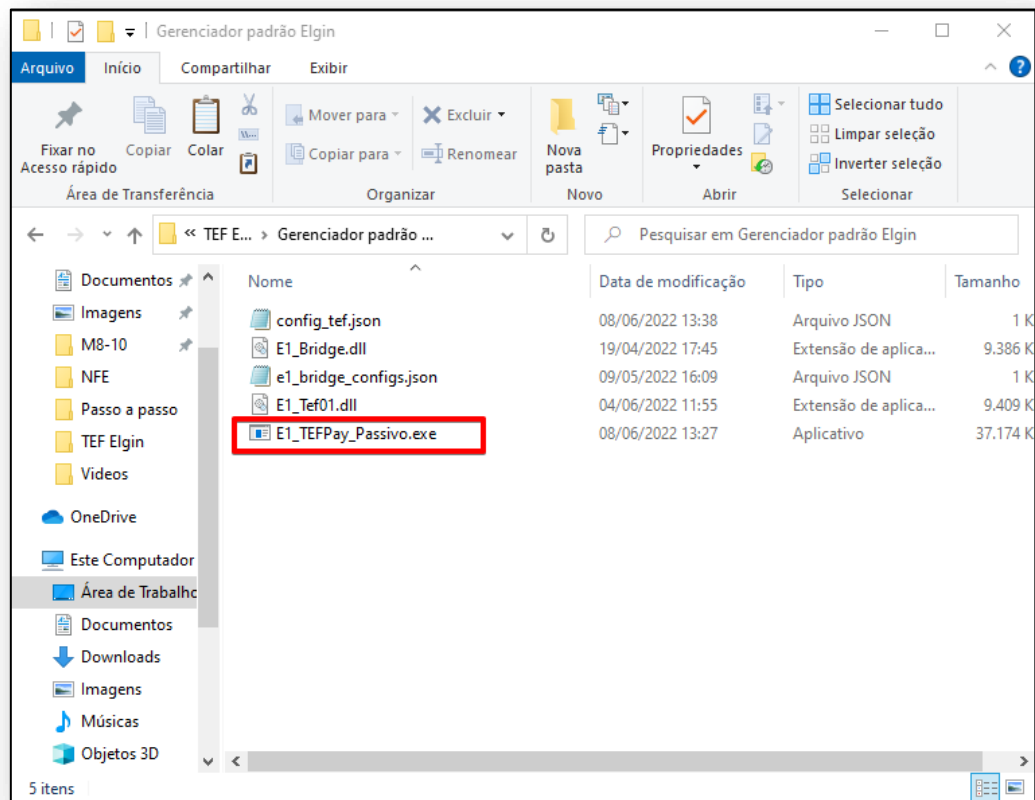 Gerenciador padrão Elgin
Arquivo Início Compartilhar Exibir
Fixar no Acesso rápido Copiar Colar
Mover para Excluir
Copiar para Renomear
Nova pasta
Propriedades
Selecionar tudo
Limpar seleção
Inverter seleção
Área de Transferência Organizar Novo Abrir Selecionar
« TEF E... > Gerenciador padrão ... Pesquisar em Gerenciador padrão Elgin
Nome Data de modificação Tipo Tamanho
config_tef.json 08/06/2022 13:38 Arquivo JSON 1 K
E1_Bridge.dll 19/04/2022 17:45 Extensão de aplica... 9.386 K
e1_bridge_configs.json 09/05/2022 16:09 Arquivo JSON 1 K
E1_Tef01.dll 04/06/2022 11:55 Extensão de aplica... 9.409 K
E1_TEFPay_Passivo.exe 08/06/2022 13:27 Aplicativo 37.174 K
Documentos
Imagens
M8-10
NFE
Passo a passo
TEF Elgin
Videos
OneDrive
Este Computador
Área de Trabalho
Documentos
Downloads
Imagens
Músicas
Objetos 3D
5 itens